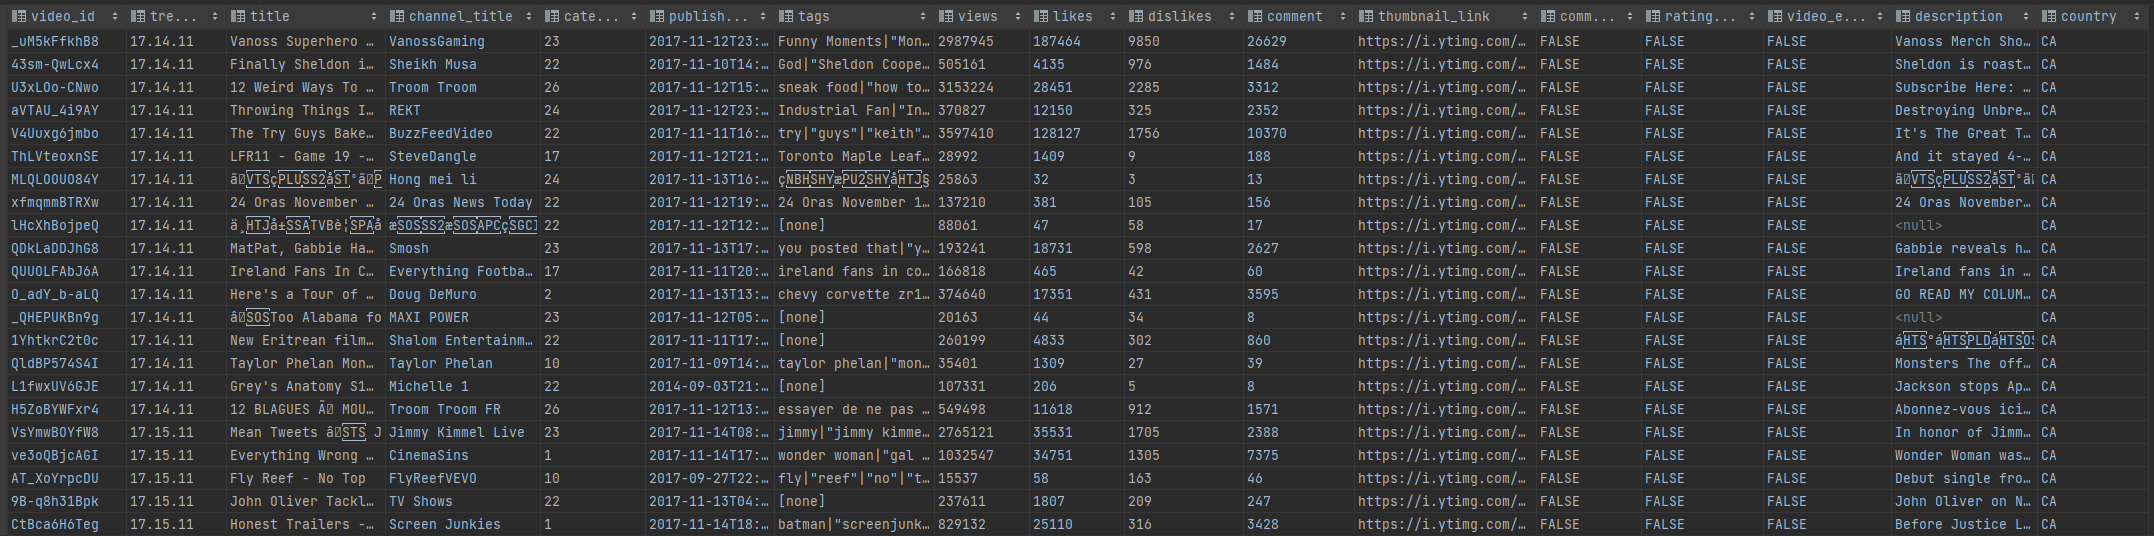 video_id tre... title channel_title cate... publish... tags views likes dislikes comment thumbnail_link comm... rating... video_e... description country
_uM5kFfkhB8 17.14.11 Vanoss Superhero … VanossGaming 23 2017-11-12T23:… Funny Moments|"Mon… 2987945 187464 9850 26629 https://i.ytimg.com/… FALSE FALSE FALSE Vanoss Merch Sho… CA
43sm-QwLcx4 17.14.11 Finally Sheldon i… Sheikh Musa 22 2017-11-10T14:… God|"Sheldon Coope… 505161 4135 976 1484 https://i.ytimg.com/… FALSE FALSE FALSE Sheldon is roast… CA
U3xLOo-CNwo 17.14.11 12 Weird Ways To … Troom Troom 26 2017-11-12T15:… sneak food|"how to… 3153224 28451 2285 3312 https://i.ytimg.com/… FALSE FALSE FALSE Subscribe Here: … CA
aVTAU_4i9AY 17.14.11 Throwing Things I… REKT 24 2017-11-12T23:… Industrial Fan|"In… 370827 12150 325 2352 https://i.ytimg.com/… FALSE FALSE FALSE Destroying Unbre… CA
V4Uuxg6jmbo 17.14.11 The Try Guys Bake… BuzzFeedVideo 22 2017-11-11T16:… try|"guys"|"keith"… 3597410 128127 1756 10370 https://i.ytimg.com/… FALSE FALSE FALSE It's The Great T… CA
ThLVteoxnSE 17.14.11 LFR11 - Game 19 -… SteveDangle 17 2017-11-12T21:… Toronto Maple Leaf… 28992 1409 9 188 https://i.ytimg.com/… FALSE FALSE FALSE And it stayed 4-… CA
MLQLOOUO84Y 17.14.11 Hong mei li 24 2017-11-13T16:… 25863 32 3 13 https://i.ytimg.com/… FALSE FALSE FALSE CA
xfmqmmBTRXw 17.14.11 24 Oras November … 24 Oras News Today 22 2017-11-12T19:… 24 Oras November 1… 137210 381 105 156 https://i.ytimg.com/… FALSE FALSE FALSE 24 Oras November… CA
lHcXhBojpeQ 17.14.11 22 2017-11-12T12:… [none] 88061 47 58 17 https://i.ytimg.com/… FALSE FALSE FALSE <null> CA
QDkLaDDJhG8 17.14.11 MatPat, Gabbie Ha… Smosh 23 2017-11-13T17:… you posted that|"y… 193241 18731 598 2627 https://i.ytimg.com/… FALSE FALSE FALSE Gabbie reveals h… CA
QUUOLFAbJ6A 17.14.11 Ireland Fans In C… Everything Footba… 17 2017-11-11T20:… ireland fans in co… 166818 465 42 60 https://i.ytimg.com/… FALSE FALSE FALSE Ireland fans in … CA
O_adY_b-aLQ 17.14.11 Here's a Tour of … Doug DeMuro 2 2017-11-13T13:… chevy corvette zr1… 374640 17351 431 3595 https://i.ytimg.com/… FALSE FALSE FALSE GO READ MY COLUM… CA
_QHEPUKBn9g 17.14.11 Too Alabama fo MAXI POWER 23 2017-11-12T05:… [none] 20163 44 34 8 https://i.ytimg.com/… FALSE FALSE FALSE <null> CA
1YhtkrC2t0c 17.14.11 New Eritrean film… Shalom Entertainm… 22 2017-11-11T17:… [none] 260199 4833 302 860 https://i.ytimg.com/… FALSE FALSE FALSE CA
QldBP574S4I 17.14.11 Taylor Phelan Mon… Taylor Phelan 10 2017-11-09T14:… taylor phelan|"mon… 35401 1309 27 39 https://i.ytimg.com/… FALSE FALSE FALSE Monsters The off… CA
L1fwxUV6GJE 17.14.11 Grey's Anatomy S1… Michelle 1 22 2014-09-03T21:… [none] 107331 206 5 8 https://i.ytimg.com/… FALSE FALSE FALSE Jackson stops Ap… CA
H5ZoBYWFxr4 17.14.11 12 BLAGUES MOU… Troom Troom FR 26 2017-11-12T13:… essayer de ne pas … 549498 11618 912 1571 https://i.ytimg.com/… FALSE FALSE FALSE Abonnez-vous ici… CA
VsYmwBOYfW8 17.15.11 Mean Tweets J Jimmy Kimmel Live 23 2017-11-14T08:… jimmy|"jimmy kimme… 2765121 35531 1705 2388 https://i.ytimg.com/… FALSE FALSE FALSE In honor of Jimm… CA
ve3oQBjcAGI 17.15.11 Everything Wrong … CinemaSins 1 2017-11-14T17:… wonder woman|"gal … 1032547 34751 1305 7375 https://i.ytimg.com/… FALSE FALSE FALSE Wonder Woman was… CA
AT_XoYrpcDU 17.15.11 Fly Reef - No Top FlyReefVEVO 10 2017-09-27T22:… fly|"reef"|"no"|"t… 15537 58 163 46 https://i.ytimg.com/… FALSE FALSE FALSE Debut single fro… CA
9B-q8h31Bpk 17.15.11 John Oliver Tackl… TV Shows 22 2017-11-13T04:… [none] 237611 1807 209 247 https://i.ytimg.com/… FALSE FALSE FALSE John Oliver on N… CA
CtBca6H6Teg 17.15.11 Honest Trailers -… Screen Junkies 1 2017-11-14T18:… batman|"screenjunk… 829132 25110 316 3428 https://i.ytimg.com/… FALSE FALSE FALSE Before Justice L… CA